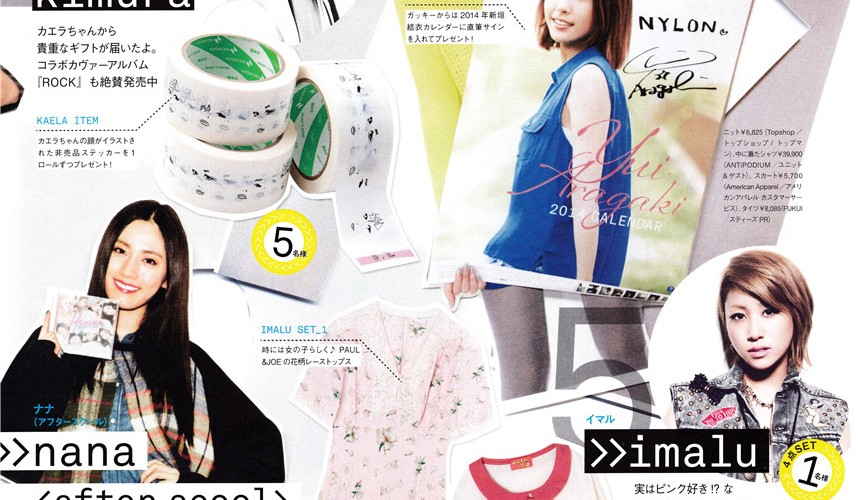 kimura
カエラちゃんから
貴重なギフトが届いたよ。
コラボカヴァーアルバム
『ROCK』も絶賛発売中
KAELA ITEM
カエラちゃんの顔がイラストさ
れた非売品ステッカーを1
ロールずつプレゼント!
5名様
ガッキーからは2014年新垣
結衣カレンダーに直筆サイン
を入れてプレゼント!
NYLON
Yui
Aragaki
2014 CALENDAR
ニット¥6,825(Topshop/
トップショップ/トップマ
ン)、中に着たシャツ¥39,900
(ANTiPODiUM/ユニット
&ゲスト)、スカート¥5,700
(American Apparel/アメリ
カンアパレル カスタマーサー
ビス)、タイツ¥8,085(FUKUI
スティーズPR)
IMALU SET_1
時には女の子らしく♪ PAUL
&JOEの花柄レーストップス
5
ナナ
(アフタースクール)
>>nana
イマル
>>imalu
4点SET
1名様
実はピンク好き!? な